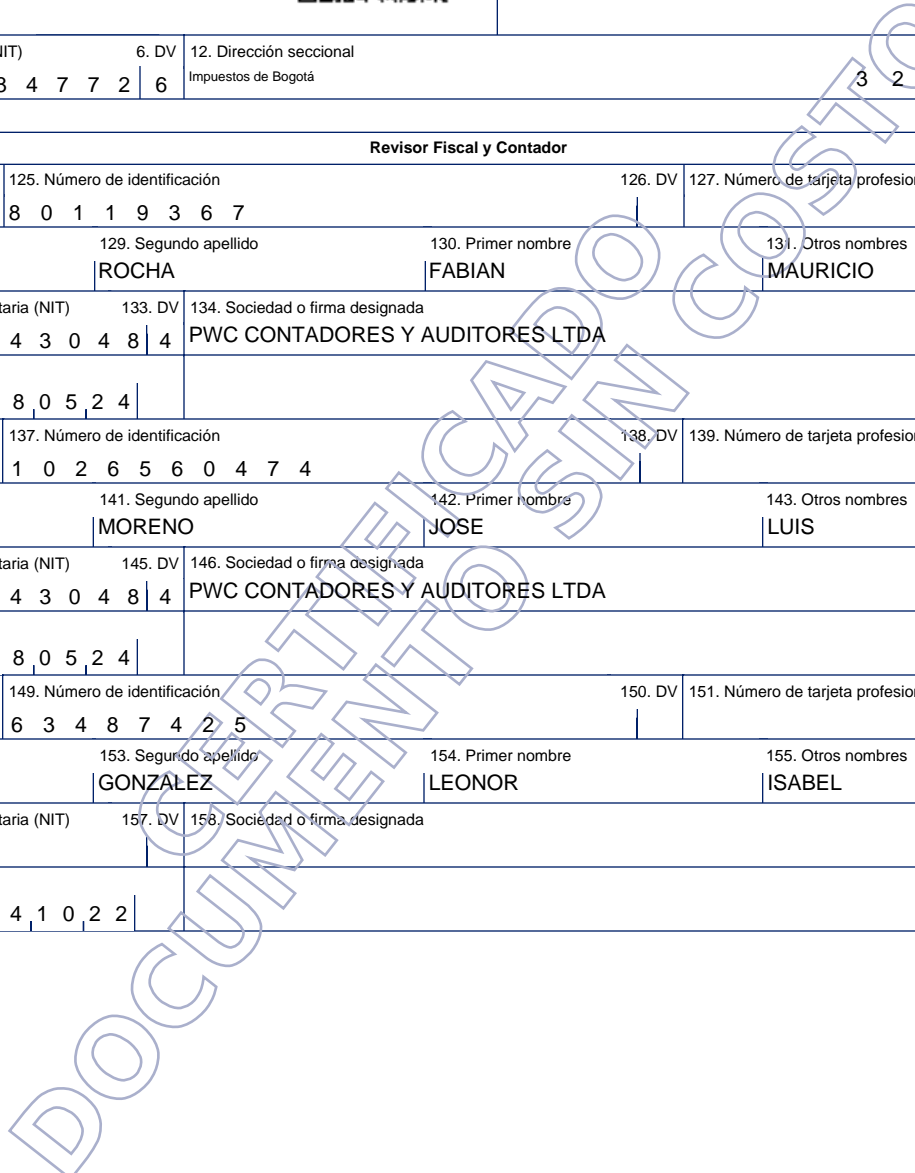 NIT) 6. DV 12. Dirección seccional
3 4 7 7 2 6 Impuestos de Bogotá 3 2
Revisor Fiscal y Contador
125. Número de identificación 126. DV 127. Número de tarjeta profesion
8 0 1 1 9 3 6 7
129. Segundo apellido 130. Primer nombre 131. Otros nombres
ROCHA FABIAN MAURICIO
taria (NIT) 133. DV 134. Sociedad o firma designada
4 3 0 4 8 4 PWC CONTADORES Y AUDITORES LTDA
8 0 5 2 4
137. Número de identificación 138. DV 139. Número de tarjeta profesion
1 0 2 6 5 6 0 4 7 4
141. Segundo apellido 142. Primer nombre 143. Otros nombres
MORENO JOSE LUIS
taria (NIT) 145. DV 146. Sociedad o firma designada
4 3 0 4 8 4 PWC CONTADORES Y AUDITORES LTDA
8 0 5 2 4
149. Número de identificación 150. DV 151. Número de tarjeta profesion
6 3 4 8 7 4 2 5
153. Segundo apellido 154. Primer nombre 155. Otros nombres
GONZALEZ LEONOR ISABEL
taria (NIT) 157. DV 158. Sociedad o firma designada
4 1 0 2 2
CERTIFICADO
DOCUMENTO SIN COSTO